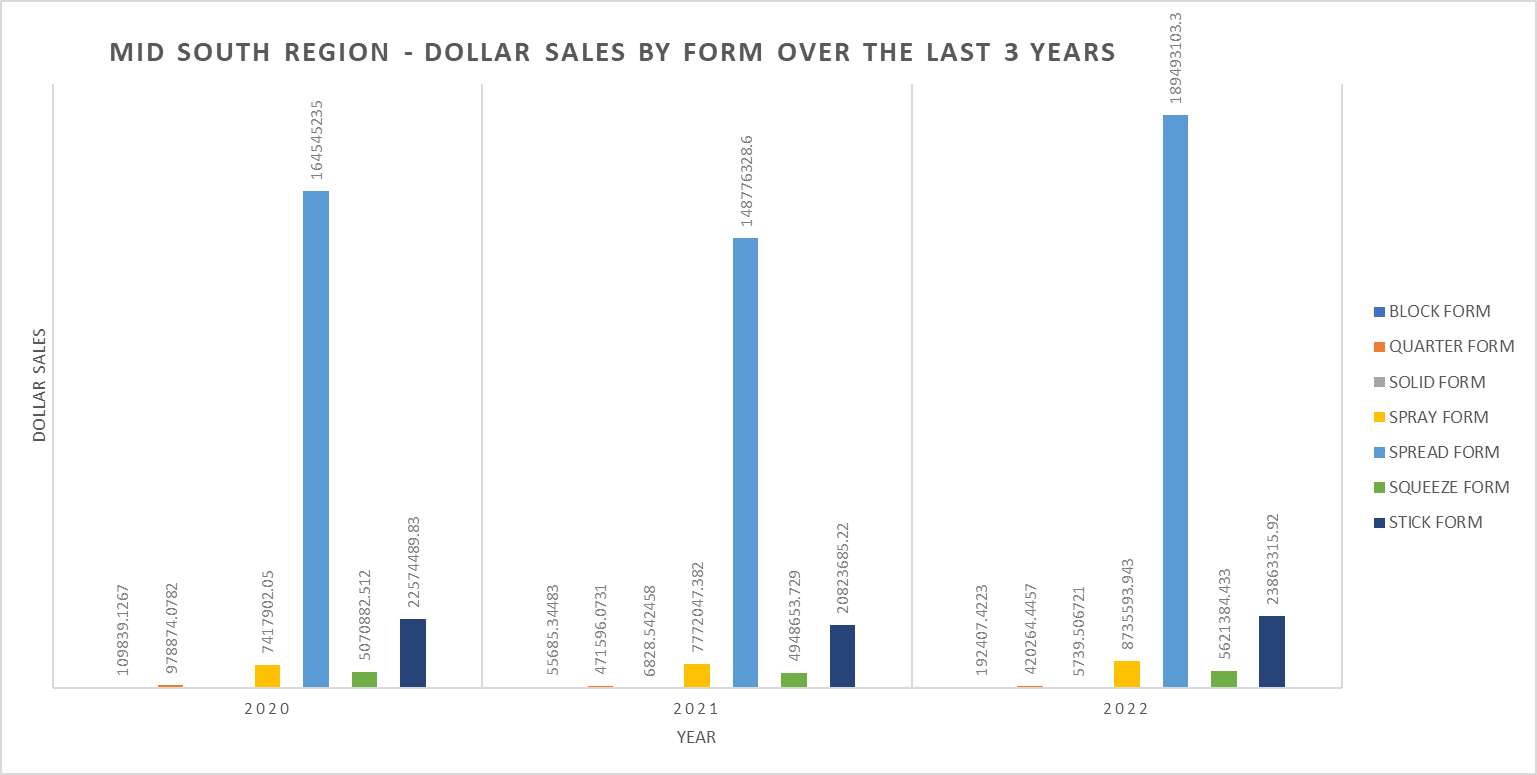 MID SOUTH REGION - DOLLAR SALES BY FORM OVER THE LAST 3 YEARS
DOLLAR SALES
109839.1267
978874.0782
7417902.05
164545235
5070882.512
22574489.83
55685.34483
471596.0731
6828.542458
7772047.382
148776328.6
4948653.729
20823685.22
192407.4223
420264.4457
5739.506721
8735593.943
189493103.3
5621384.433
23863315.92
2020
2021
2022
YEAR
BLOCK FORM
QUARTER FORM
SOLID FORM
SPRAY FORM
SPREAD FORM
SQUEEZE FORM
STICK FORM